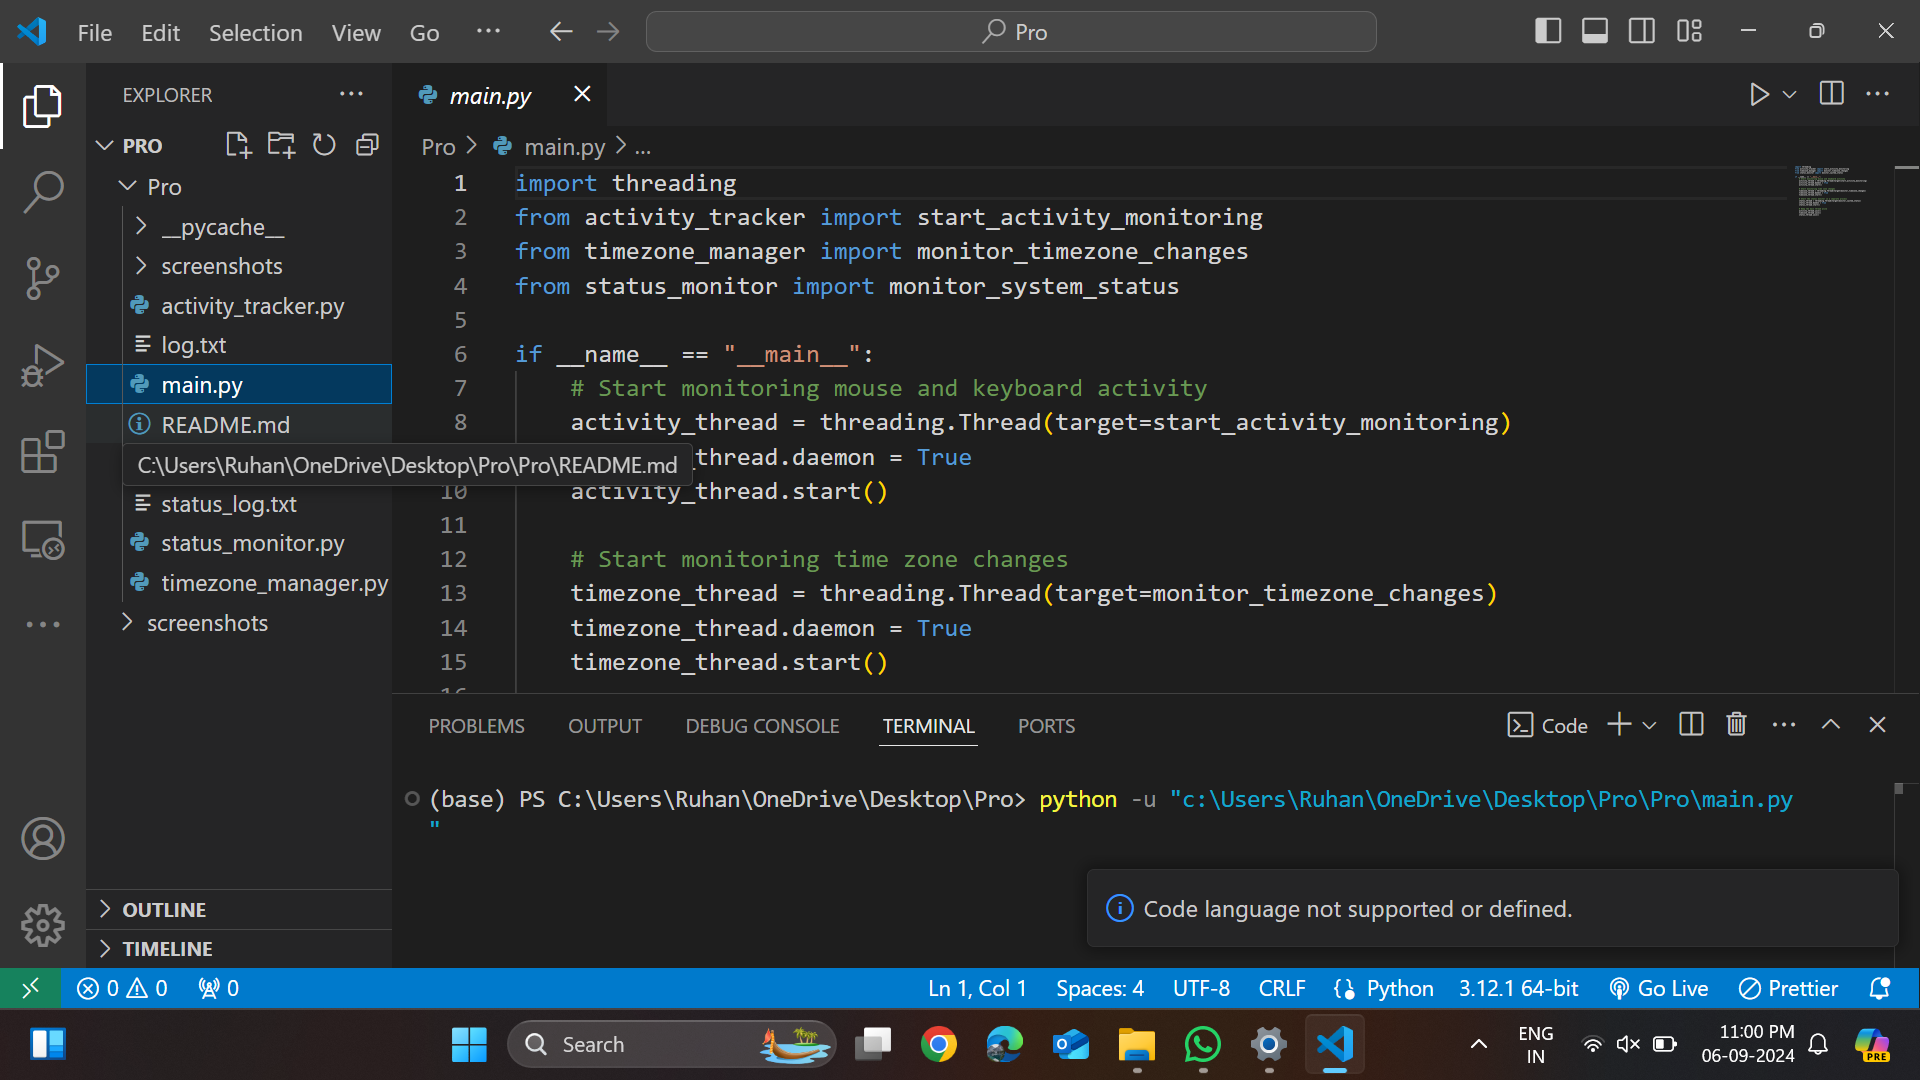 File Edit Selection View Go ...
Pro
EXPLORER
main.py
PRO
Pro > main.py > ...
Pro
__pycache__
screenshots
activity_tracker.py
log.txt
main.py
README.md
C:\Users\Ruhan\OneDrive\Desktop\Pro\Pro\README.md
status_log.txt
status_monitor.py
timezone_manager.py
screenshots
OUTLINE
TIMELINE
1 import threading
2 from activity_tracker import start_activity_monitoring
3 from timezone_manager import monitor_timezone_changes
4 from status_monitor import monitor_system_status
5
6 if __name__ == "__main__":
7 # Start monitoring mouse and keyboard activity
8 activity_thread = threading.Thread(target=start_activity_monitoring)
thread.daemon = True
10 activity_thread.start()
11
12 # Start monitoring time zone changes
13 timezone_thread = threading.Thread(target=monitor_timezone_changes)
14 timezone_thread.daemon = True
15 timezone_thread.start()
16
PROBLEMS OUTPUT DEBUG CONSOLE TERMINAL PORTS
Code
(base) PS C:\Users\Ruhan\OneDrive\Desktop\Pro> python -u "c:\Users\Ruhan\OneDrive\Desktop\Pro\Pro\main.py
"
Code language not supported or defined.
0 0 0
Ln 1, Col 1 Spaces: 4 UTF-8 CRLF Python 3.12.1 64-bit Go Live Prettier
Search
ENG
IN
11:00 PM
06-09-2024
PRE